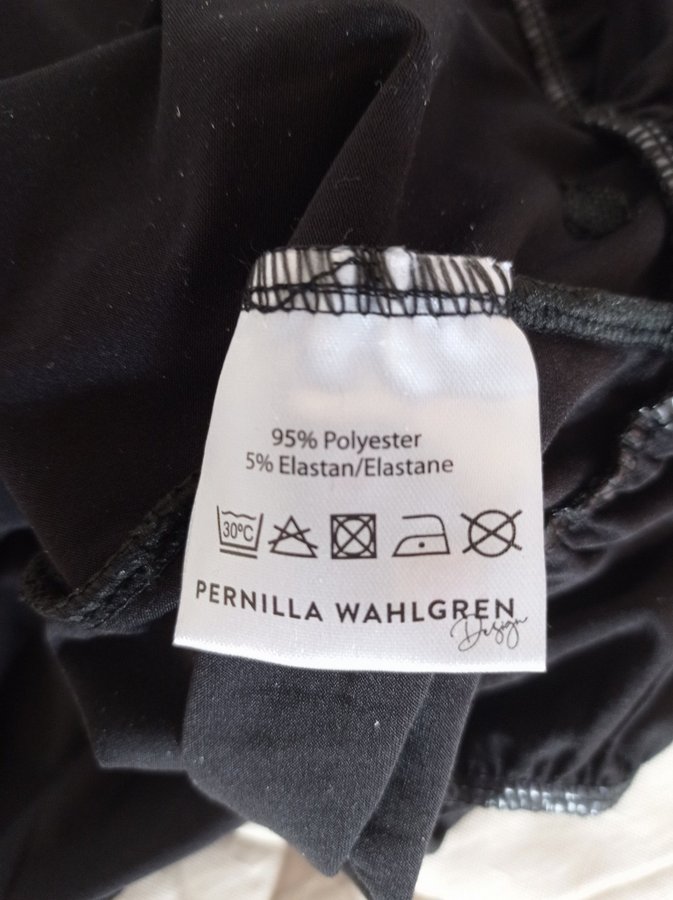 95% Polyester
5% Elastan/Elastane
30°C
PERNILLA WAHLGREN
Design